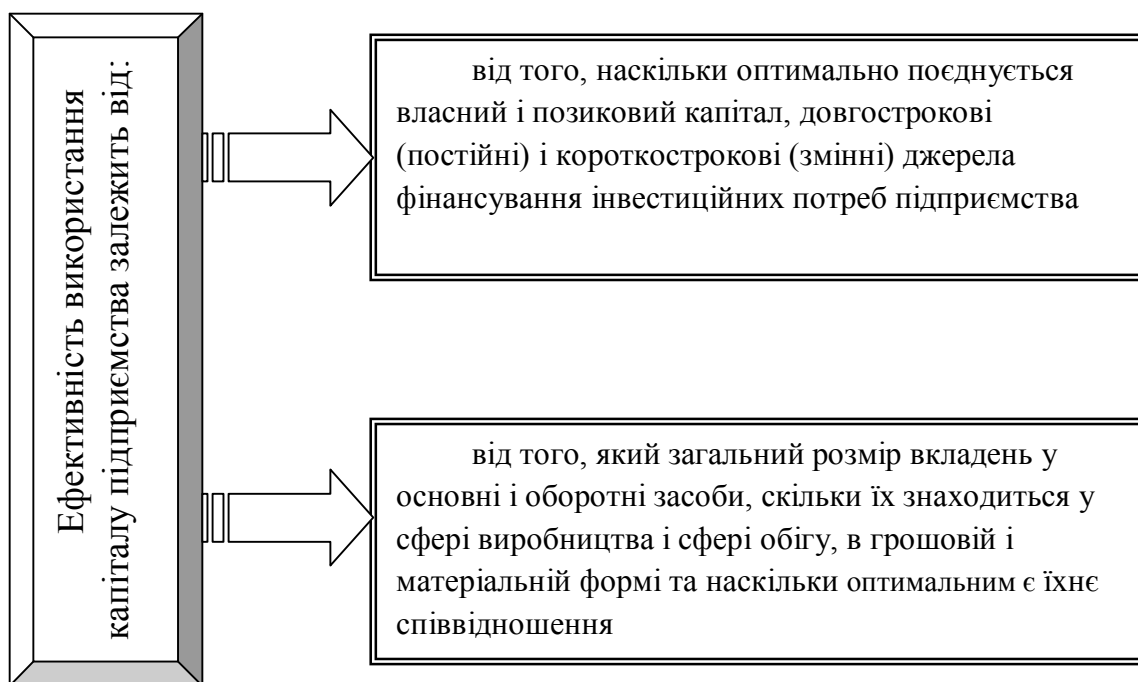 Ефективність використання
капіталу підприємства залежить від:
від того, наскільки оптимально поєднується
власний і позиковий капітал, довгострокові
(постійні) і короткострокові (змінні) джерела
фінансування інвестиційних потреб підприємства
від того, який загальний розмір вкладень у
основні і оборотні засоби, скільки їх знаходиться у
сфері виробництва і сфері обігу, в грошовій і
матеріальній формі та наскільки оптимальним є їхнє
співвідношення